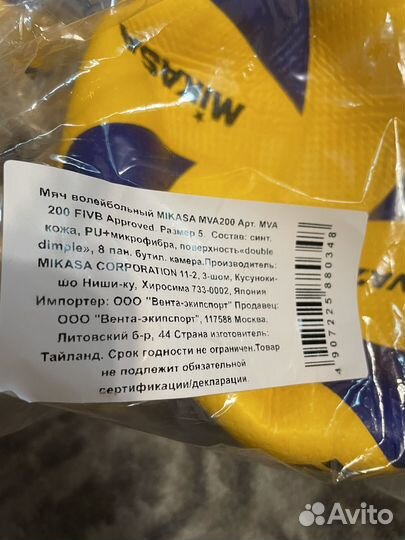 MIKASA
Мяч волейбольный MIKASA MVA200 Арт. MVA
200 FIVB Approved. Размер 5. Состав: синт.
кожа, PU+микрофибра, поверхность«double
dimple», 8 пан. бутил. камера.Производитель:
MIKASA CORPORATION 11-2, 3-шом, Кусуноки-
шо Ниши-ку, Хиросима 733-0002, Япония
Импортер: ООО "Вента-экипспорт" Продавец:
ООО "Вента-экипспорт", 117588 Москва,
Литовский б-р, 44 Страна изготовитель:
Тайланд. Срок годности не ограничен.Товар
не подлежит обязательной
сертификации/декларации.
4907225880348
Avito